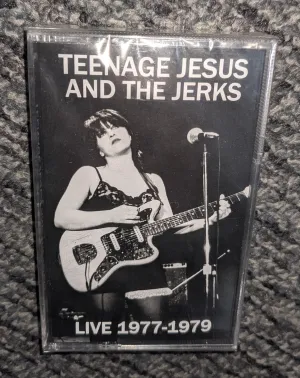 TEENAGE JESUS
AND THE JERKS
LIVE 1977-1979